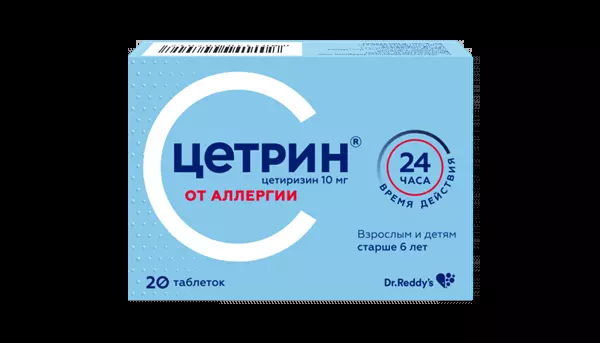 ЦЕТРИН®
цетиризин 10 мг
ОТ АЛЛЕРГИИ
24
ЧАСА
ВРЕМЯ ДЕЙСТВИЯ
Взрослым и детям
старше 6 лет
20 таблеток
Dr.Reddy's